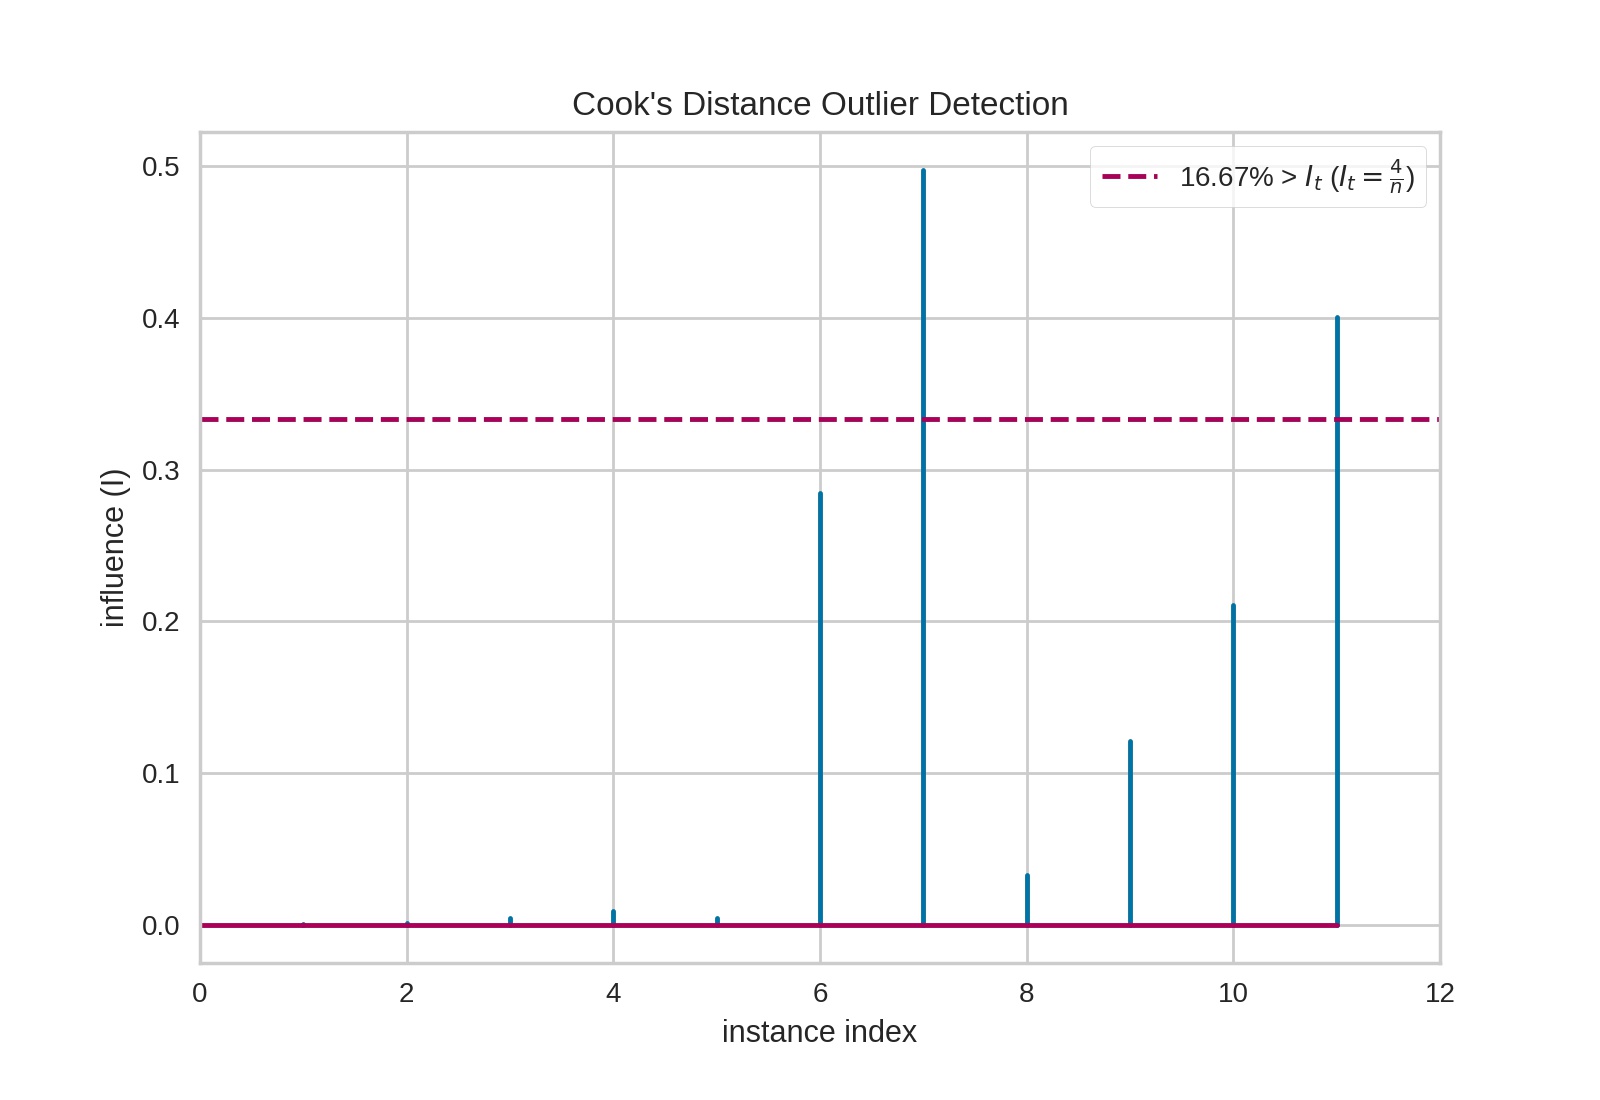 Cook's Distance Outlier Detection
16.67% > I_t (I_t = 4/n)
influence (I)
0.5
0.4
0.3
0.2
0.1
0.0
0 2 4 6 8 10 12
instance index